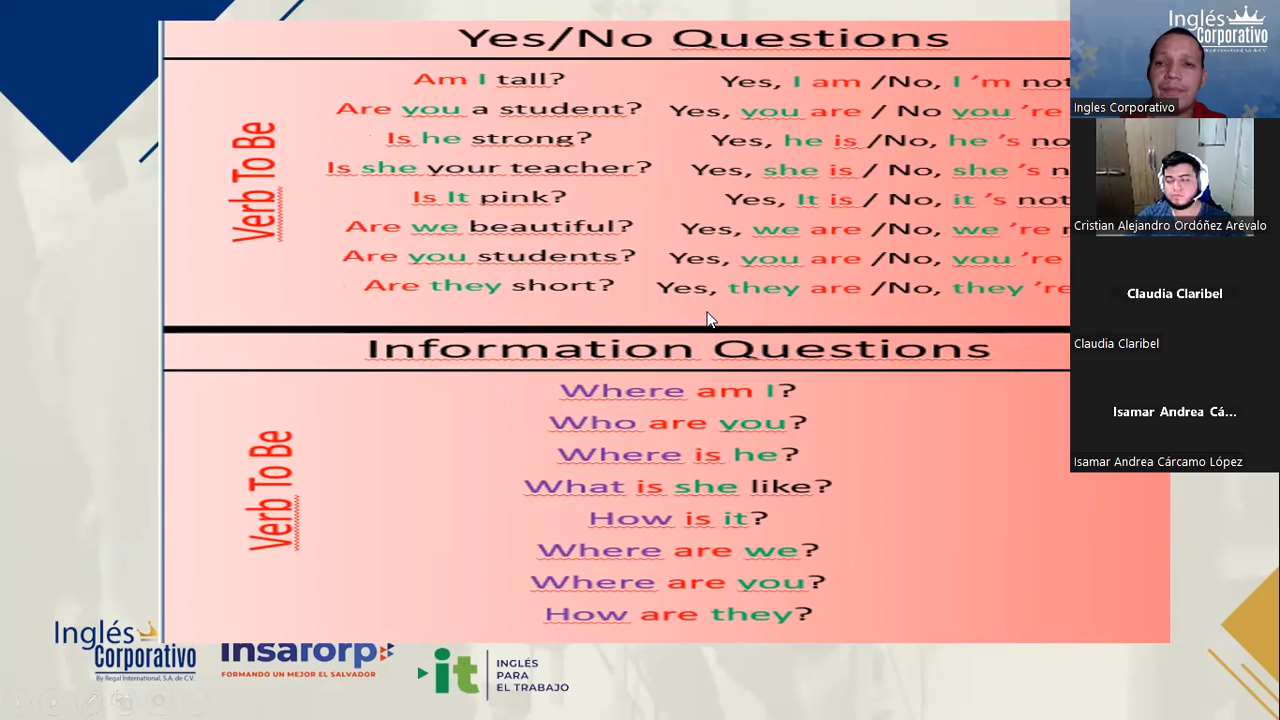 Yes/No Questions
Am I tall? Yes, I am /No, I 'm not
Are you a student? Yes, you are / No you 're
Is he strong? Yes, he is /No, he 's no
Is she your teacher? Yes, she is / No, she 's n
Is It pink? Yes, It is / No, it 's not
Are we beautiful? Yes, we are /No, we 're
Are you students? Yes, you are /No, you 're
Are they short? Yes, they are /No, they 're
Verb To Be
Information Questions
Where am I?
Who are you?
Where is he?
What is she like?
How is it?
Where are we?
Where are you?
How are they?
Verb To Be
Inglés
Corporativo
By Regal International, S.A. de C.V.
Insaforp
FORMANDO UN MEJOR EL SALVADOR
it
INGLÉS
PARA
EL TRABAJO
Inglés
Corporativo
Ingles Corporativo
Cristian Alejandro Ordóñez Arévalo
Claudia Claribel
Claudia Claribel
Isamar Andrea Cá...
Isamar Andrea Cárcamo López